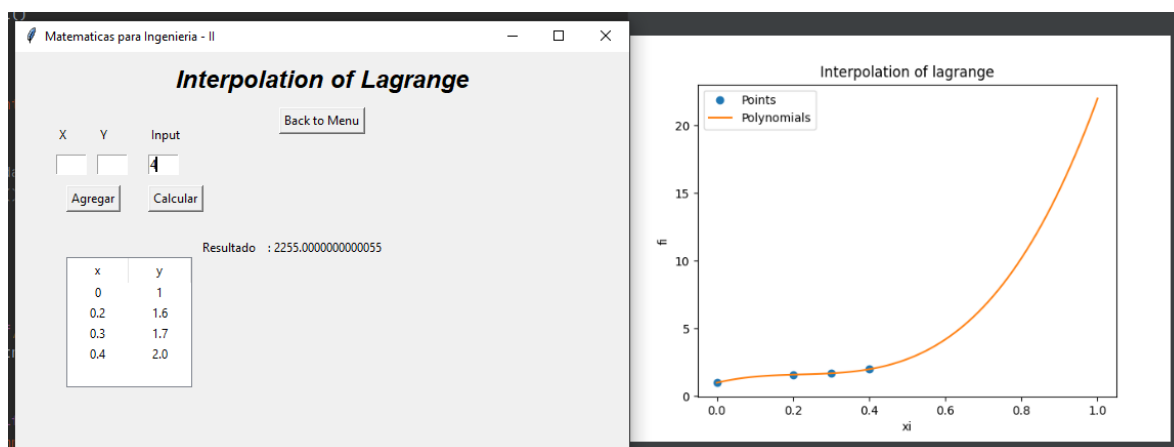 Matematicas para Ingenieria - II
Interpolation of Lagrange
Back to Menu
X Y Input
4
Agregar Calcular
Resultado : 2255.0000000000055
x y
0 1
0.2 1.6
0.3 1.7
0.4 2.0
Interpolation of lagrange
Points
Polynomials
20
15
10
5
0
fi
0.0 0.2 0.4 0.6 0.8 1.0
xi